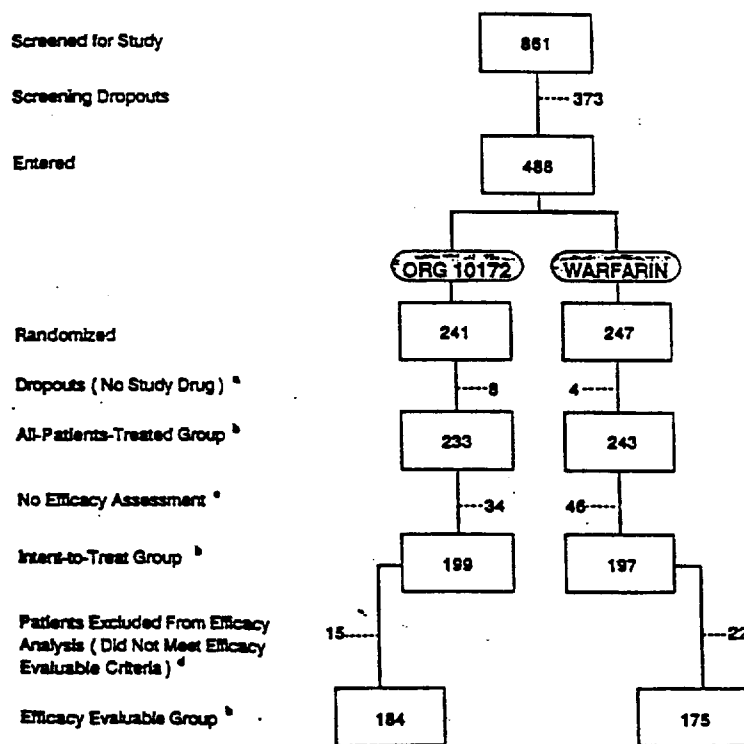 Screened for Study 861
Screening Dropouts 373
Entered 488
ORG 10172 WARFARIN
Randomized 241 247
Dropouts ( No Study Drug ) a 8 4
All-Patients-Treated Group b 233 243
No Efficacy Assessment c 34 46
Intent-to-Treat Group b 199 197
Patients Excluded From Efficacy
Analysis ( Did Not Meet Efficacy
Evaluable Criteria ) d
15 22
Efficacy Evaluable Group b 184 175